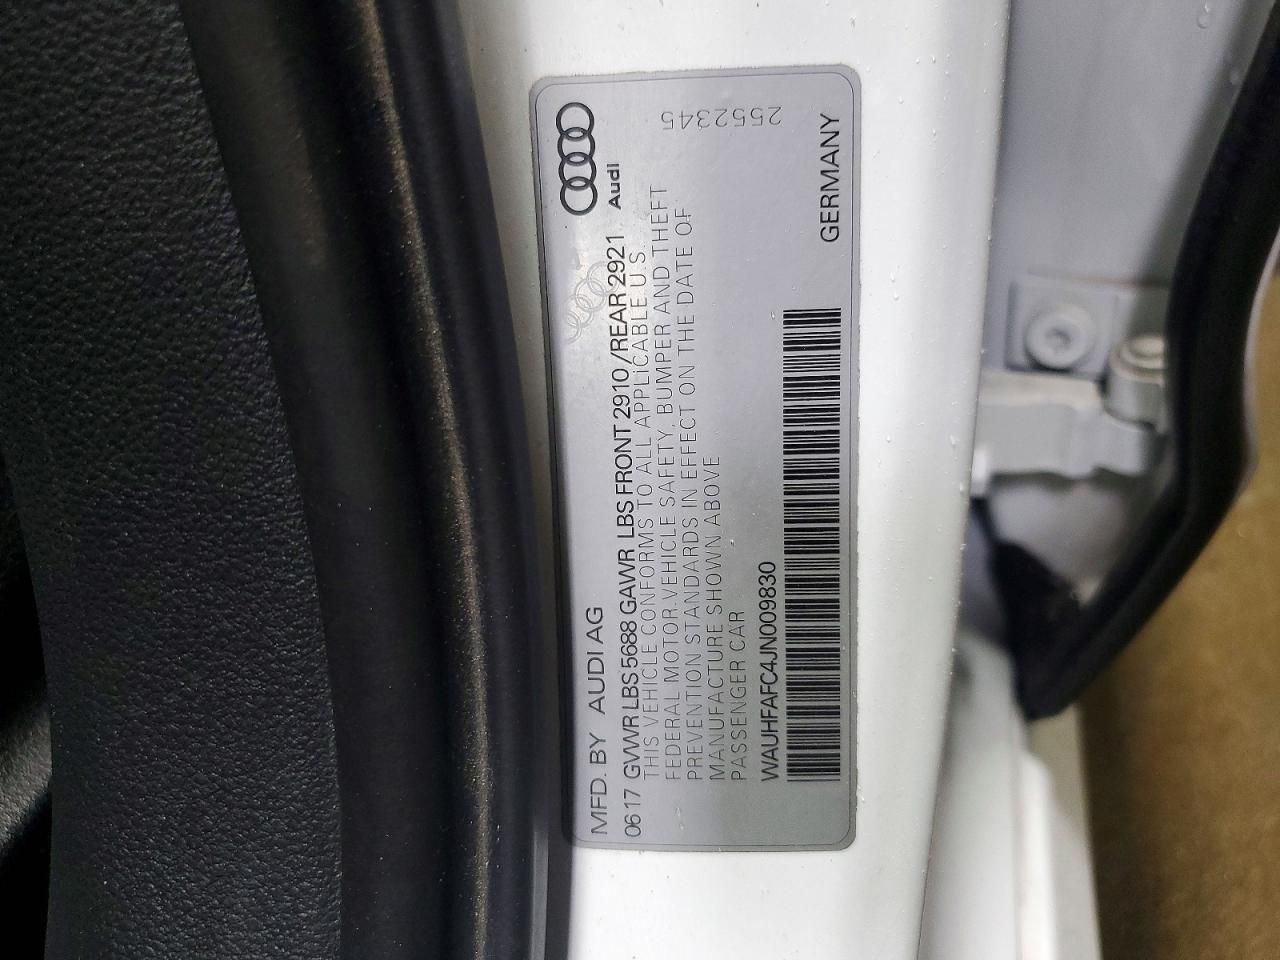 MFD. BY AUDI AG
Audi
06 17 GVWR LBS 5688 GAWR LBS FRONT 2910 /REAR 2921
THIS VEHICLE CONFORMS TO ALL APPLICABLE U.S.
FEDERAL MOTOR VEHICLE SAFETY, BUMPER AND THEFT
PREVENTION STANDARDS IN EFFECT ON THE DATE OF
MANUFACTURE SHOWN ABOVE
PASSENGER CAR
2552345
WAUHFAFC4JN009830
GERMANY